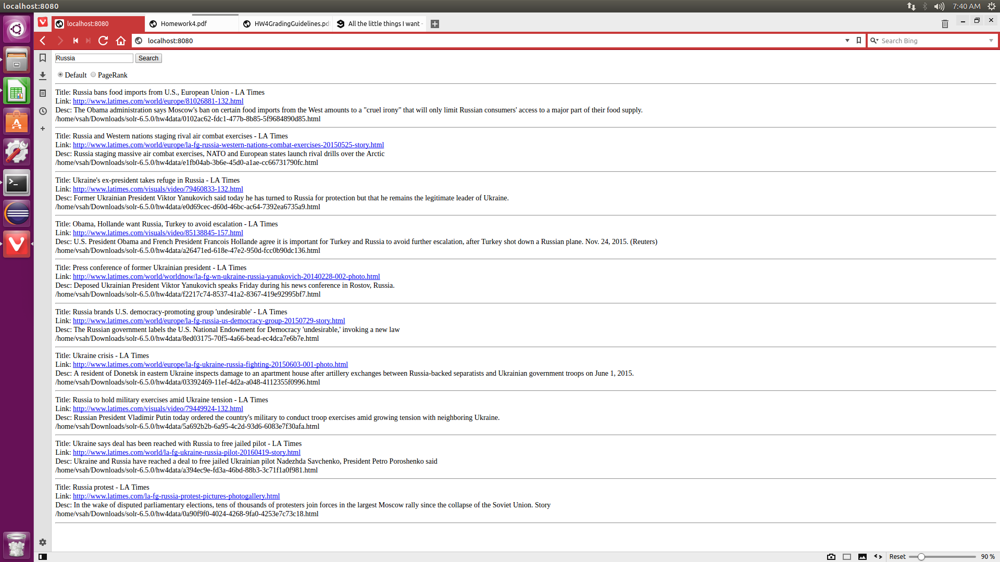 localhost:8080
7:40 AM
localhost:8080
Homework4.pdf
HW4GradingGuidelines.pd
All the little things I want -
localhost:8080
Search Bing
Russia
Search
Default PageRank
Title: Russia bans food imports from U.S., European Union - LA Times
Link: http://www.latimes.com/world/europe/81026881-132.html
Desc: The Obama administration says Moscow's ban on certain food imports from the West amounts to a "cruel irony" that will only limit Russian consumers' access to a major part of their food supply.
/home/vsah/Downloads/solr-6.5.0/hw4data/0102ac62-fdc1-477b-8b85-5f9684890d85.html
Title: Russia and Western nations staging rival air combat exercises - LA Times
Link: http://www.latimes.com/world/europe/la-fg-russia-western-nations-combat-exercises-20150525-story.html
Desc: Russia staging massive air combat exercises, NATO and European states launch rival drills over the Arctic
/home/vsah/Downloads/solr-6.5.0/hw4data/e1fb04ab-3b6e-45d0-a1ae-cc66731790fc.html
Title: Ukraine's ex-president takes refuge in Russia - LA Times
Link: http://www.latimes.com/visuals/video/79460833-132.html
Desc: Former Ukrainian President Viktor Yanukovich said today he has turned to Russia for protection but that he remains the legitimate leader of Ukraine.
/home/vsah/Downloads/solr-6.5.0/hw4data/e0d69cec-d60d-46bc-ac64-7392ea6735a9.html
Title: Obama, Hollande want Russia, Turkey to avoid escalation - LA Times
Link: http://www.latimes.com/visuals/video/85138845-157.html
Desc: U.S. President Obama and French President Francois Hollande agree it is important for Turkey and Russia to avoid further escalation, after Turkey shot down a Russian plane. Nov. 24, 2015. (Reuters)
/home/vsah/Downloads/solr-6.5.0/hw4data/a26471ed-618e-47e2-950d-fcc0b90dc136.html
Title: Press conference of former Ukrainian president - LA Times
Link: http://www.latimes.com/world/worldnow/la-fg-wn-ukraine-russia-yanukovich-20140228-002-photo.html
Desc: Deposed Ukrainian President Viktor Yanukovich speaks Friday during his news conference in Rostov, Russia.
/home/vsah/Downloads/solr-6.5.0/hw4data/f2217c74-8537-41a2-8367-419e92995bf7.html
Title: Russia brands U.S. democracy-promoting group 'undesirable' - LA Times
Link: http://www.latimes.com/world/europe/la-fg-russia-us-democracy-group-20150729-story.html
Desc: The Russian government labels the U.S. National Endowment for Democracy 'undesirable,' invoking a new law
/home/vsah/Downloads/solr-6.5.0/hw4data/8ed03175-70f5-4a66-bead-ec4dca7e6b7e.html
Title: Ukraine crisis - LA Times
Link: http://www.latimes.com/world/europe/la-fg-ukraine-russia-fighting-20150603-001-photo.html
Desc: A resident of Donetsk in eastern Ukraine inspects damage to an apartment house after artillery exchanges between Russia-backed separatists and Ukrainian government troops on June 1, 2015.
/home/vsah/Downloads/solr-6.5.0/hw4data/03392469-11ef-4d2a-a048-4112355f0996.html
Title: Russia to hold military exercises amid Ukraine tension - LA Times
Link: http://www.latimes.com/visuals/video/79449924-132.html
Desc: Russian President Vladimir Putin today ordered the country's military to conduct troop exercises amid growing tension with neighboring Ukraine.
/home/vsah/Downloads/solr-6.5.0/hw4data/5a692b2b-6a95-4c2d-93d6-6083e7f30afa.html
Title: Ukraine says deal has been reached with Russia to free jailed pilot - LA Times
Link: http://www.latimes.com/world/la-fg-ukraine-russia-pilot-20160419-story.html
Desc: Ukraine and Russia have reached a deal to free jailed Ukrainian pilot Nadezhda Savchenko, President Petro Poroshenko said
/home/vsah/Downloads/solr-6.5.0/hw4data/a394ec9e-fd3a-46bd-88b3-3c71f1a0f981.html
Title: Russia protest - LA Times
Link: http://www.latimes.com/la-fg-russia-protest-pictures-photogallery.html
Desc: In the wake of disputed parliamentary elections, tens of thousands of protesters join forces in the largest Moscow rally since the collapse of the Soviet Union. Story
/home/vsah/Downloads/solr-6.5.0/hw4data/0a90f9f0-4024-4268-9fa0-4253e7c73c18.html
Reset
90 %